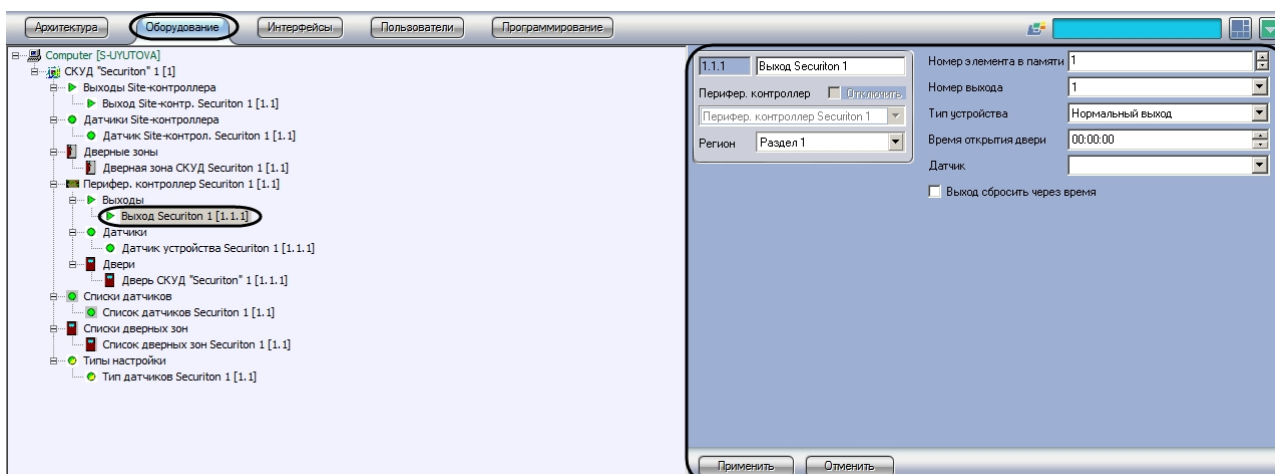 Архитектура Оборудование Интерфейсы Пользователи Программирование
Computer [S-UYUTOVA]
СКУД "Securiton" 1 [1]
Выходы Site-контроллера
Выход Site-контр. Securiton 1 [1.1]
Датчики Site-контроллера
Датчик Site-контрол. Securiton 1 [1.1]
Дверные зоны
Дверная зона СКУД Securiton 1 [1.1]
Перифер. контроллер Securiton 1 [1.1]
Выходы
Выход Securiton 1 [1.1.1]
Датчики
Датчик устройства Securiton 1 [1.1.1]
Двери
Дверь СКУД "Securiton" 1 [1.1.1]
Списки датчиков
Список датчиков Securiton 1 [1.1]
Списки дверных зон
Список дверных зон Securiton 1 [1.1]
Типы настройки
Тип датчиков Securiton 1 [1.1]
1.1.1 Выход Securiton 1
Перифер. контроллер Отключить
Перифер. контроллер Securiton 1
Регион Раздел 1
Номер элемента в памяти 1
Номер выхода 1
Тип устройства Нормальный выход
Время открытия двери 00:00:00
Датчик
Выход сбросить через время
Применить Отменить